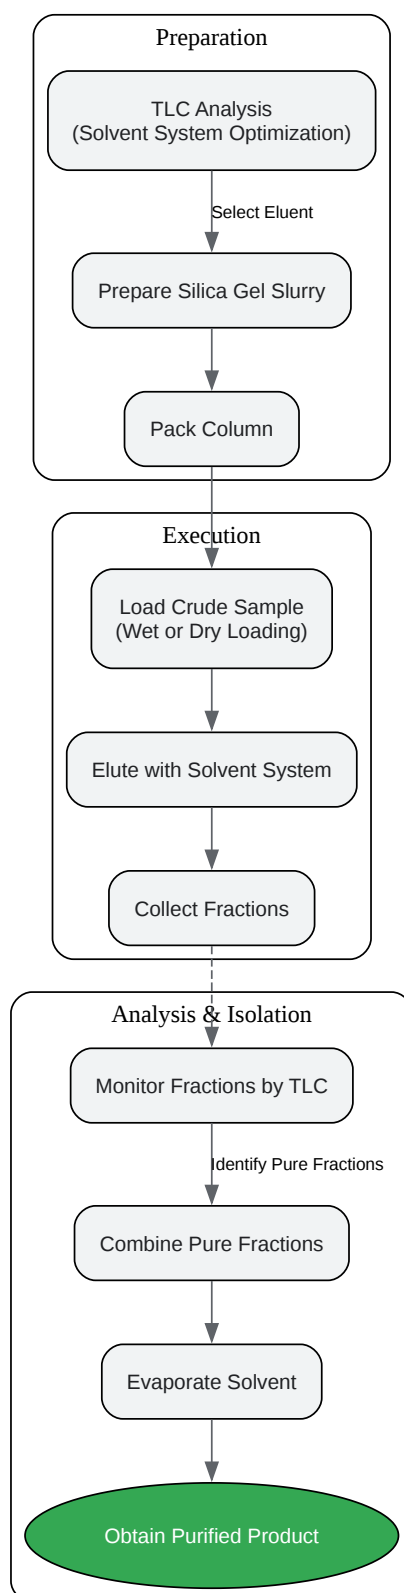 Preparation
TLC Analysis
(Solvent System Optimization)
Select Eluent
Prepare Silica Gel Slurry
Pack Column
Execution
Load Crude Sample
(Wet or Dry Loading)
Elute with Solvent System
Collect Fractions
Analysis & Isolation
Monitor Fractions by TLC
Identify Pure Fractions
Combine Pure Fractions
Evaporate Solvent
Obtain Purified Product